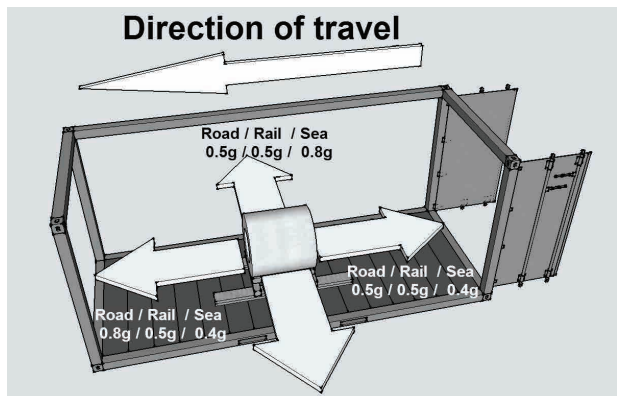 Direction of travel
Road / Rail / Sea
0.5g / 0.5g / 0.8g
Road / Rail / Sea
0.5g / 0.5g / 0.4g
Road / Rail / Sea
0.8g / 0.5g / 0.4g